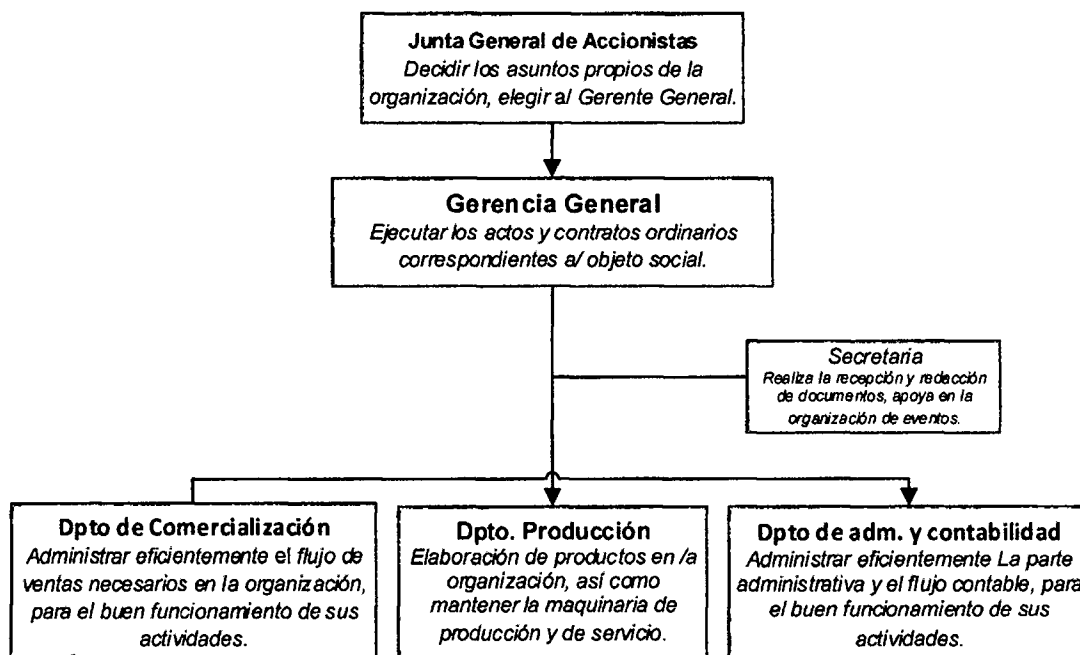 Junta General de Accionistas
Decidir los asuntos propios de la
organización, elegir a/ Gerente General.
Gerencia General
Ejecutar los actos y contratos ordinarios
correspondientes a/ objeto social.
Secretaria
Realiza la recepción y redacción
de documentos, apoya en la
organización de eventos.
Dpto de Comercialización
Administrar eficientemente el flujo de
ventas necesarios en la organización,
para el buen funcionamiento de sus
actividades.
Dpto. Producción
Elaboración de productos en /a
organización, así como
mantener la maquinaria de
producción y de servicio.
Dpto de adm. y contabilidad
Administrar eficientemente La parte
administrativa y el flujo contable, para
el buen funcionamiento de sus
actividades.